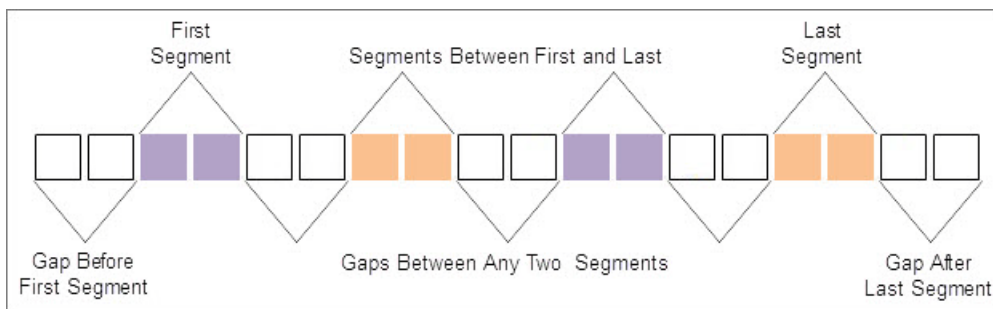 First
Segment
Segments Between First and Last
Last
Segment
Gap Before
First Segment
Gaps Between Any Two Segments
Gap After
Last Segment